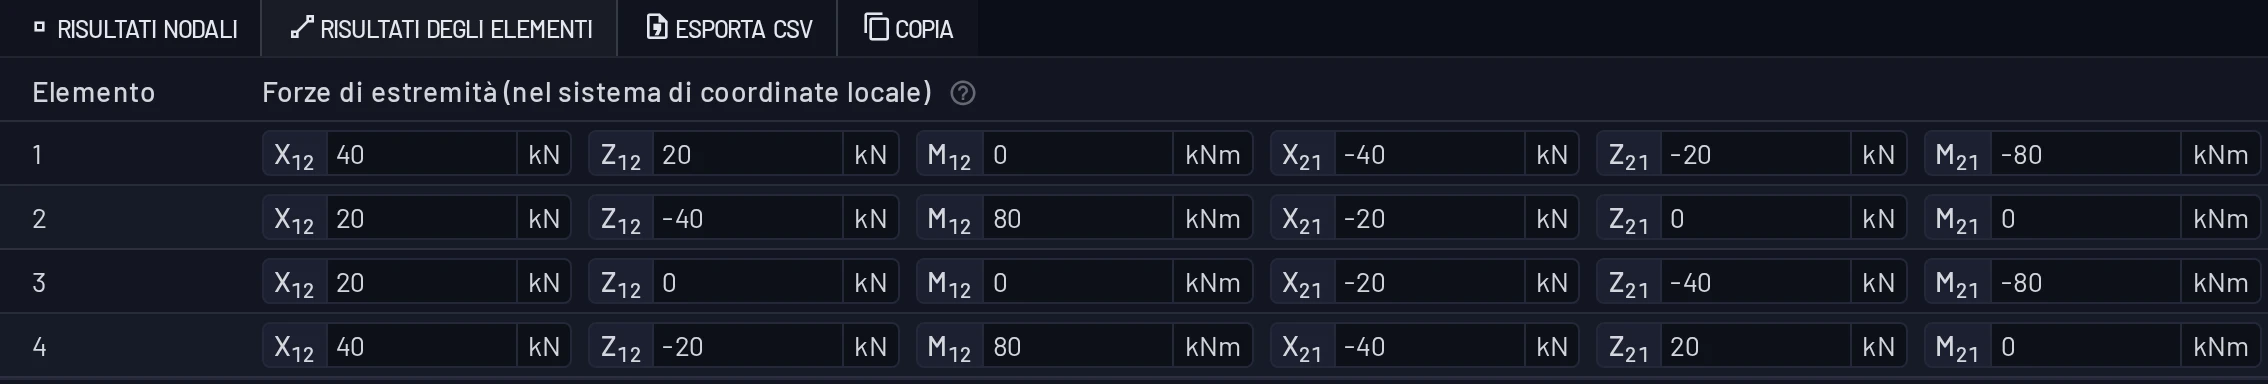 RISULTATI NODALI RISULTATI DEGLI ELEMENTI ESPORTA CSV COPIA
Elemento Forze di estremità (nel sistema di coordinate locale) ?
1 X12 40 kN Z12 20 kN M12 0 kNm X21 -40 kN Z21 -20 kN M21 -80 kNm
2 X12 20 kN Z12 -40 kN M12 80 kNm X21 -20 kN Z21 0 kN M21 0 kNm
3 X12 20 kN Z12 0 kN M12 0 kNm X21 -20 kN Z21 -40 kN M21 -80 kNm
4 X12 40 kN Z12 -20 kN M12 80 kNm X21 -40 kN Z21 20 kN M21 0 kNm